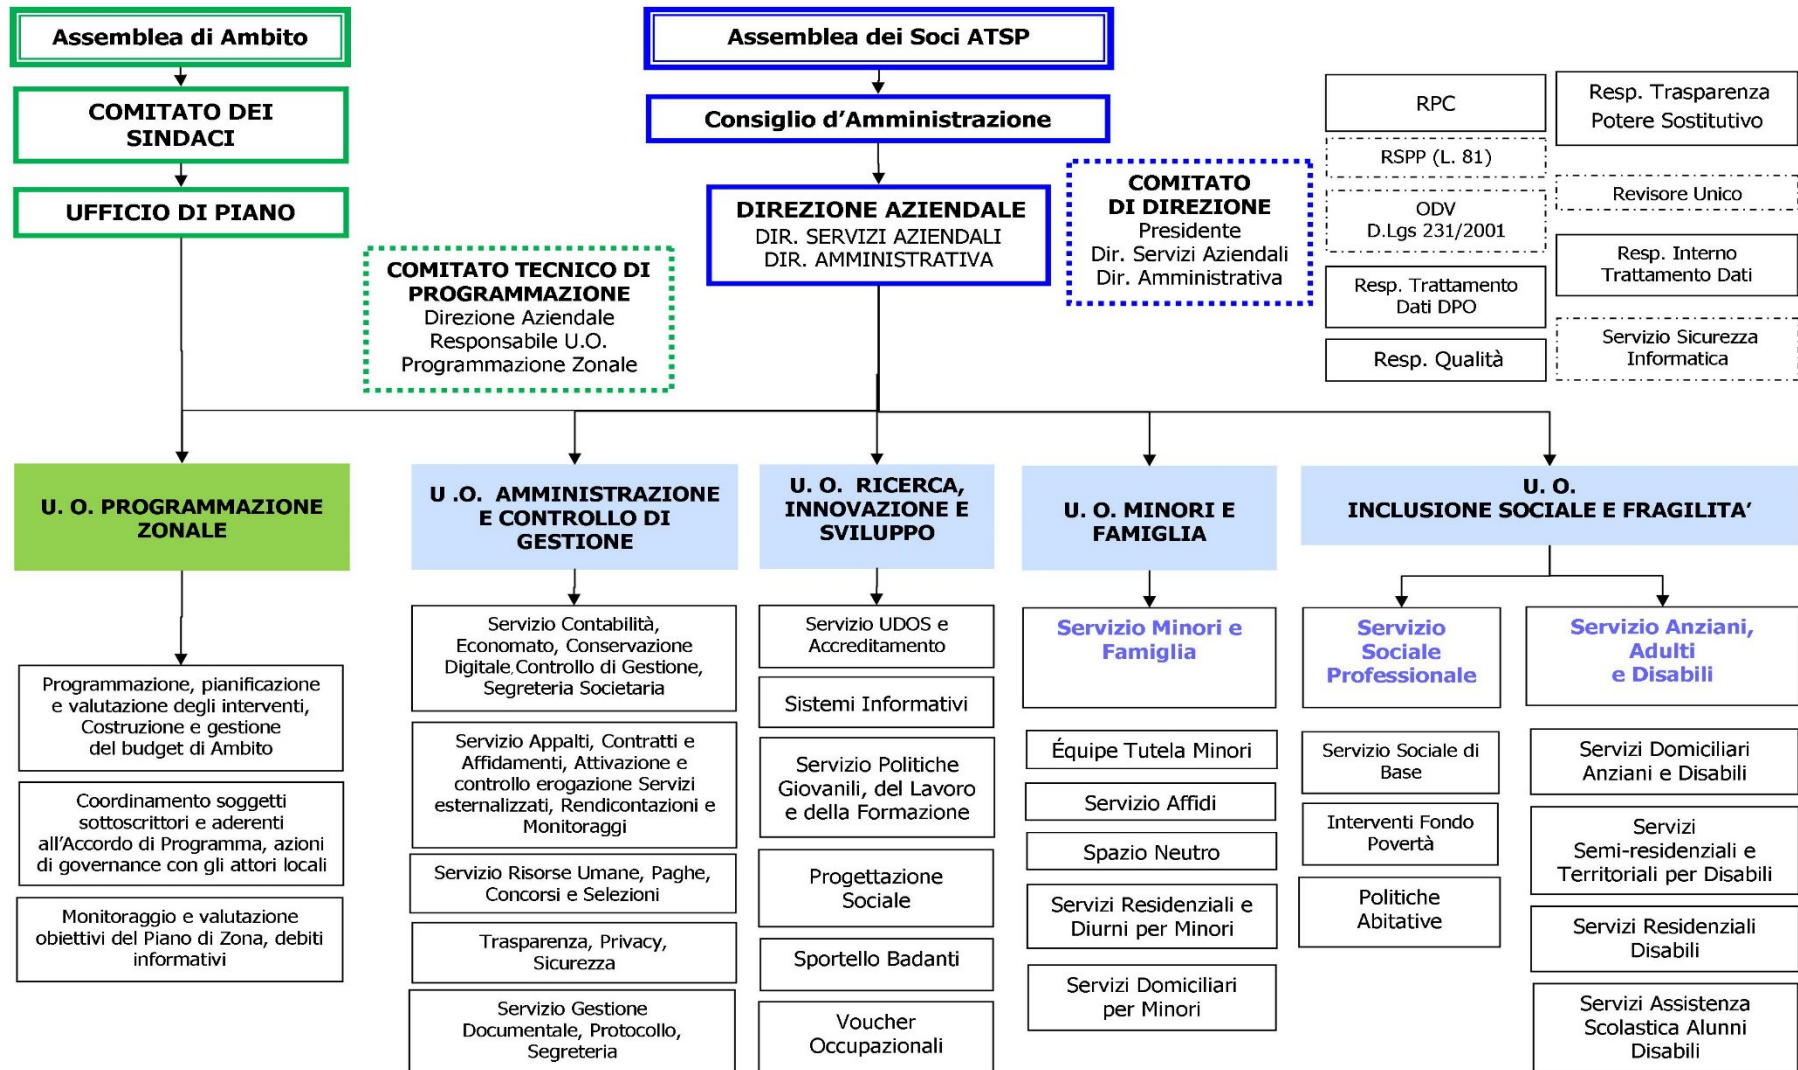 Assemblea di Ambito
COMITATO DEI
SINDACI
UFFICIO DI PIANO
Assemblea dei Soci ATSP
Consiglio d'Amministrazione
DIREZIONE AZIENDALE
DIR. SERVIZI AZIENDALI
DIR. AMMINISTRATIVA
COMITATO TECNICO DI
PROGRAMMAZIONE
Direzione Aziendale
Responsabile U.O.
Programmazione Zonale
COMITATO
DI DIREZIONE
Presidente
Dir. Servizi Aziendali
Dir. Amministrativa
RPC
RSPP (L. 81)
ODV
D.Lgs 231/2001
Resp. Trattamento
Dati DPO
Resp. Qualità
Resp. Trasparenza
Potere Sostitutivo
Revisore Unico
Resp. Interno
Trattamento Dati
Servizio Sicurezza
Informatica
U. O. PROGRAMMAZIONE
ZONALE
Programmazione, pianificazione
e valutazione degli interventi,
Costruzione e gestione
del budget di Ambito
Coordinamento soggetti
sottoscrittori e aderenti
all'Accordo di Programma, azioni
di governance con gli attori locali
Monitoraggio e valutazione
obiettivi del Piano di Zona, debiti
informativi
U .O. AMMINISTRAZIONE
E CONTROLLO DI
GESTIONE
Servizio Contabilità,
Economato, Conservazione
Digitale,Controllo di Gestione,
Segreteria Societaria
Servizio Appalti, Contratti e
Affidamenti, Attivazione e
controllo erogazione Servizi
esternalizzati, Rendicontazioni e
Monitoraggi
Servizio Risorse Umane, Paghe,
Concorsi e Selezioni
Trasparenza, Privacy,
Sicurezza
Servizio Gestione
Documentale, Protocollo,
Segreteria
U. O. RICERCA,
INNOVAZIONE E
SVILUPPO
Servizio UDOS e
Accreditamento
Sistemi Informativi
Servizio Politiche
Giovanili, del Lavoro
e della Formazione
Progettazione
Sociale
Sportello Badanti
Voucher
Occupazionali
U. O. MINORI E
FAMIGLIA
Servizio Minori e
Famiglia
Équipe Tutela Minori
Servizio Affidi
Spazio Neutro
Servizi Residenziali e
Diurni per Minori
Servizi Domiciliari
per Minori
U. O.
INCLUSIONE SOCIALE E FRAGILITA'
Servizio
Sociale
Professionale
Servizio Sociale di
Base
Interventi Fondo
Povertà
Politiche
Abitative
Servizio Anziani,
Adulti
e Disabili
Servizi Domiciliari
Anziani e Disabili
Servizi
Semi-residenziali e
Territoriali per Disabili
Servizi Residenziali
Disabili
Servizi Assistenza
Scolastica Alunni
Disabili